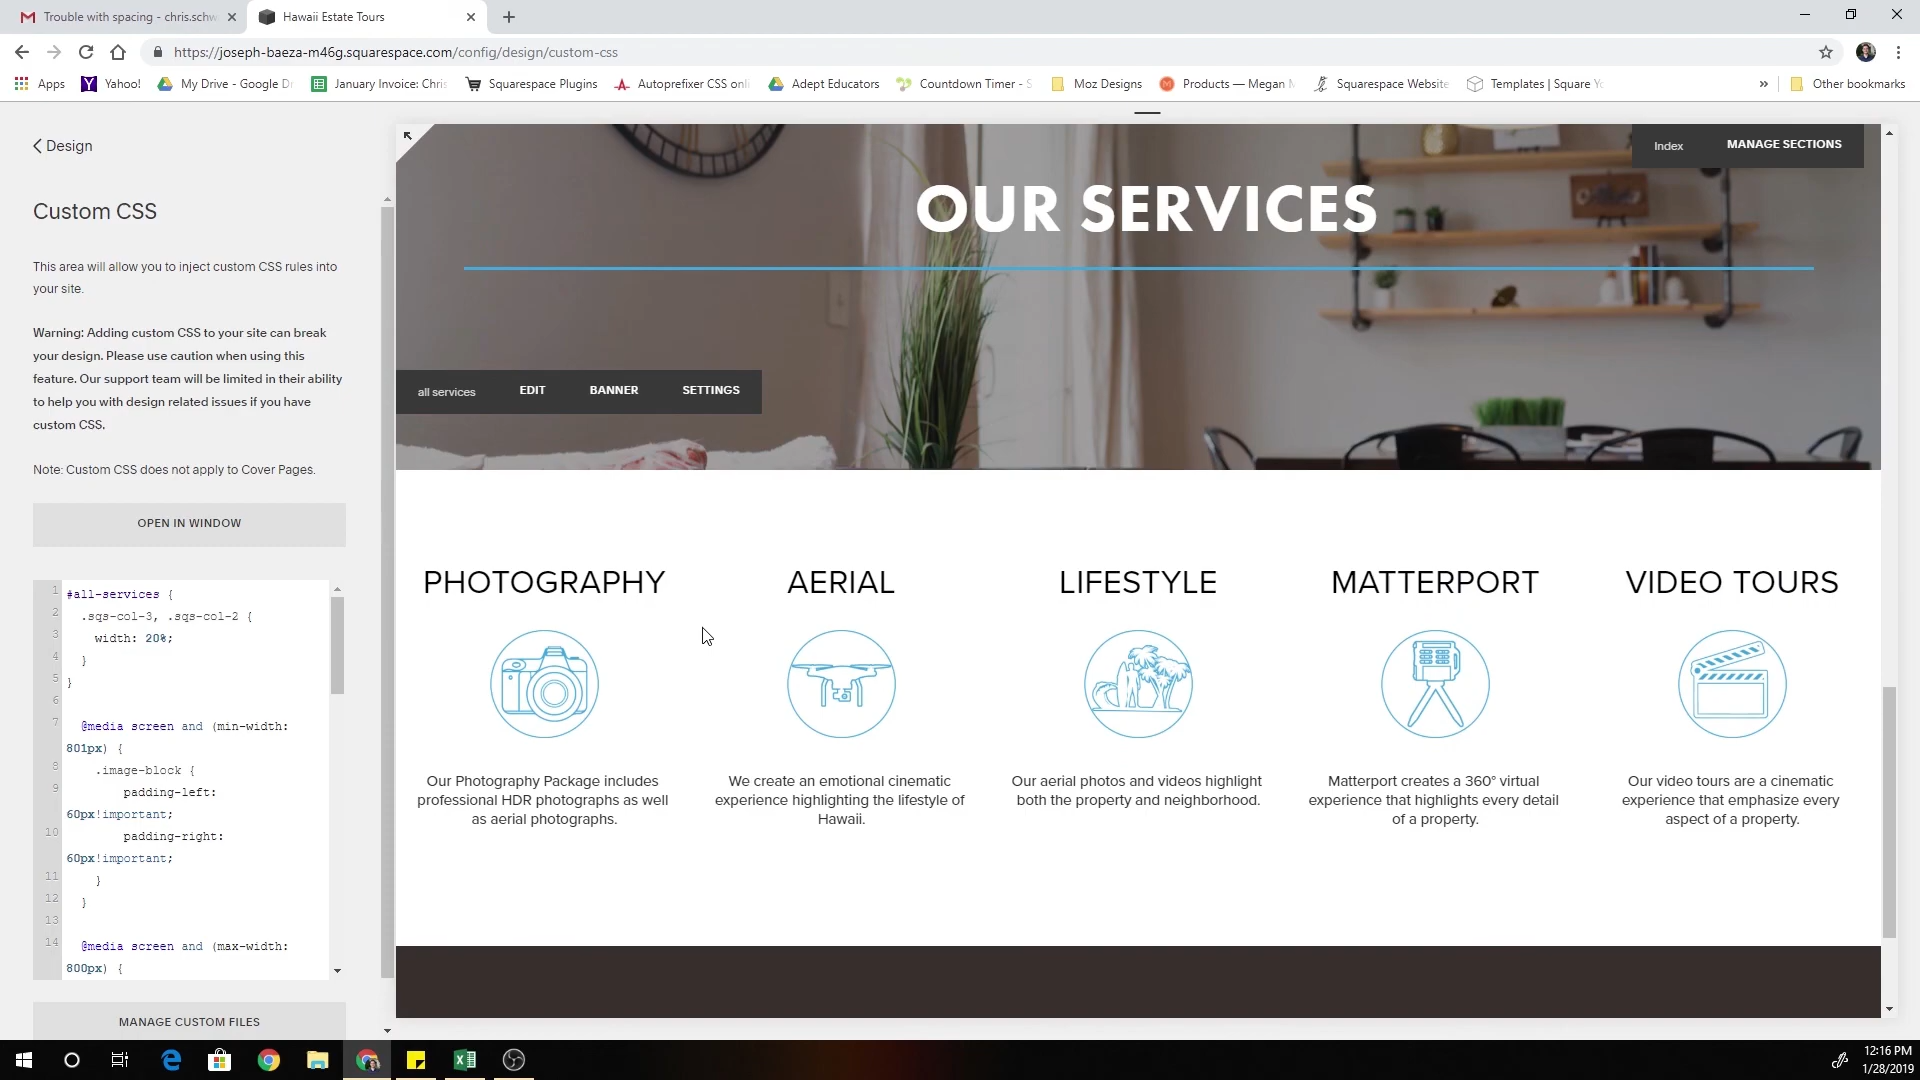 Trouble with spacing - chris.schw
Hawaii Estate Tours
https://joseph-baeza-m46g.squarespace.com/config/design/custom-css
Apps
Yahoo!
My Drive - Google Dr
January Invoice: Chris
Squarespace Plugins
Autoprefixer CSS onli
Adept Educators
Countdown Timer - S
Moz Designs
Products — Megan M
Squarespace Website
Templates | Square Yo
»
Other bookmarks
Design
Custom CSS
This area will allow you to inject custom CSS rules into
your site.
Warning: Adding custom CSS to your site can break
your design. Please use caution when using this
feature. Our support team will be limited in their ability
to help you with design related issues if you have
custom CSS.
Note: Custom CSS does not apply to Cover Pages.
OPEN IN WINDOW
1 #all-services {
2 .sqs-col-3, .sqs-col-2 {
3 width: 20%;
4 }
5 }
6
7 @media screen and (min-width:
801px) {
8 .image-block {
9 padding-left:
60px!important;
10 padding-right:
60px!important;
11 }
12 }
13
14 @media screen and (max-width:
800px) {
MANAGE CUSTOM FILES
Index
MANAGE SECTIONS
OUR SERVICES
all services
EDIT
BANNER
SETTINGS
PHOTOGRAPHY
Our Photography Package includes
professional HDR photographs as well
as aerial photographs.
AERIAL
We create an emotional cinematic
experience highlighting the lifestyle of
Hawaii.
LIFESTYLE
Our aerial photos and videos highlight
both the property and neighborhood.
MATTERPORT
Matterport creates a 360° virtual
experience that highlights every detail
of a property.
VIDEO TOURS
Our video tours are a cinematic
experience that emphasize every
aspect of a property.
12:16 PM
1/28/2019